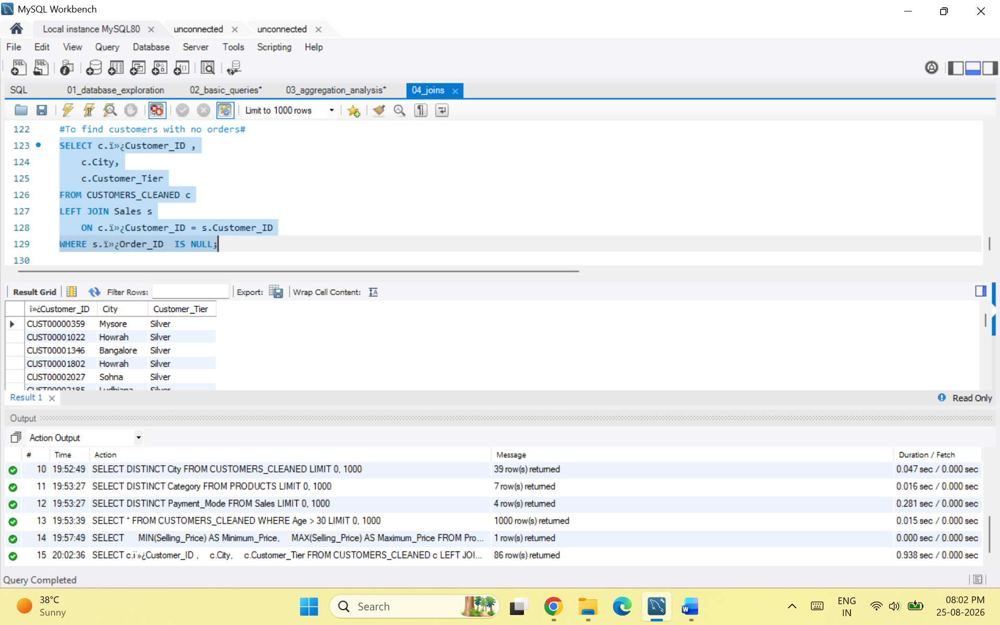 MySQL Workbench
Local instance MySQL80 unconnected unconnected
File Edit View Query Database Server Tools Scripting Help
SQL 01_database_exploration 02_basic_queries* 03_aggregation_analysis* 04_joins
Limit to 1000 rows
122 #To find customers with no orders#
123 SELECT c.ï»¿Customer_ID ,
124 c.City,
125 c.Customer_Tier
126 FROM CUSTOMERS_CLEANED c
127 LEFT JOIN Sales s
128 ON c.ï»¿Customer_ID = s.Customer_ID
129 WHERE s.ï»¿Order_ID IS NULL;
130
Result Grid Filter Rows: Export: Wrap Cell Content:
ï»¿Customer_ID City Customer_Tier
CUST00000359 Mysore Silver
CUST00001022 Howrah Silver
CUST00001346 Bangalore Silver
CUST00001802 Howrah Silver
CUST00002027 Sohna Silver
CUST00002185 Ludhiana Silver
Result 1 Read Only
Output
Action Output
# Time Action Message Duration / Fetch
10 19:52:49 SELECT DISTINCT City FROM CUSTOMERS_CLEANED LIMIT 0, 1000 39 row(s) returned 0.047 sec / 0.000 sec
11 19:53:27 SELECT DISTINCT Category FROM PRODUCTS LIMIT 0, 1000 7 row(s) returned 0.016 sec / 0.000 sec
12 19:53:27 SELECT DISTINCT Payment_Mode FROM Sales LIMIT 0, 1000 4 row(s) returned 0.281 sec / 0.000 sec
13 19:53:39 SELECT * FROM CUSTOMERS_CLEANED WHERE Age > 30 LIMIT 0, 1000 1000 row(s) returned 0.015 sec / 0.000 sec
14 19:57:49 SELECT MIN(Selling_Price) AS Minimum_Price, MAX(Selling_Price) AS Maximum_Price FROM Pro... 1 row(s) returned 0.000 sec / 0.000 sec
15 20:02:36 SELECT c.ï»¿Customer_ID , c.City, c.Customer_Tier FROM CUSTOMERS_CLEANED c LEFT JOI... 86 row(s) returned 0.938 sec / 0.000 sec
Query Completed
38°C
Sunny
Search
ENG
IN
08:02 PM
25-08-2026